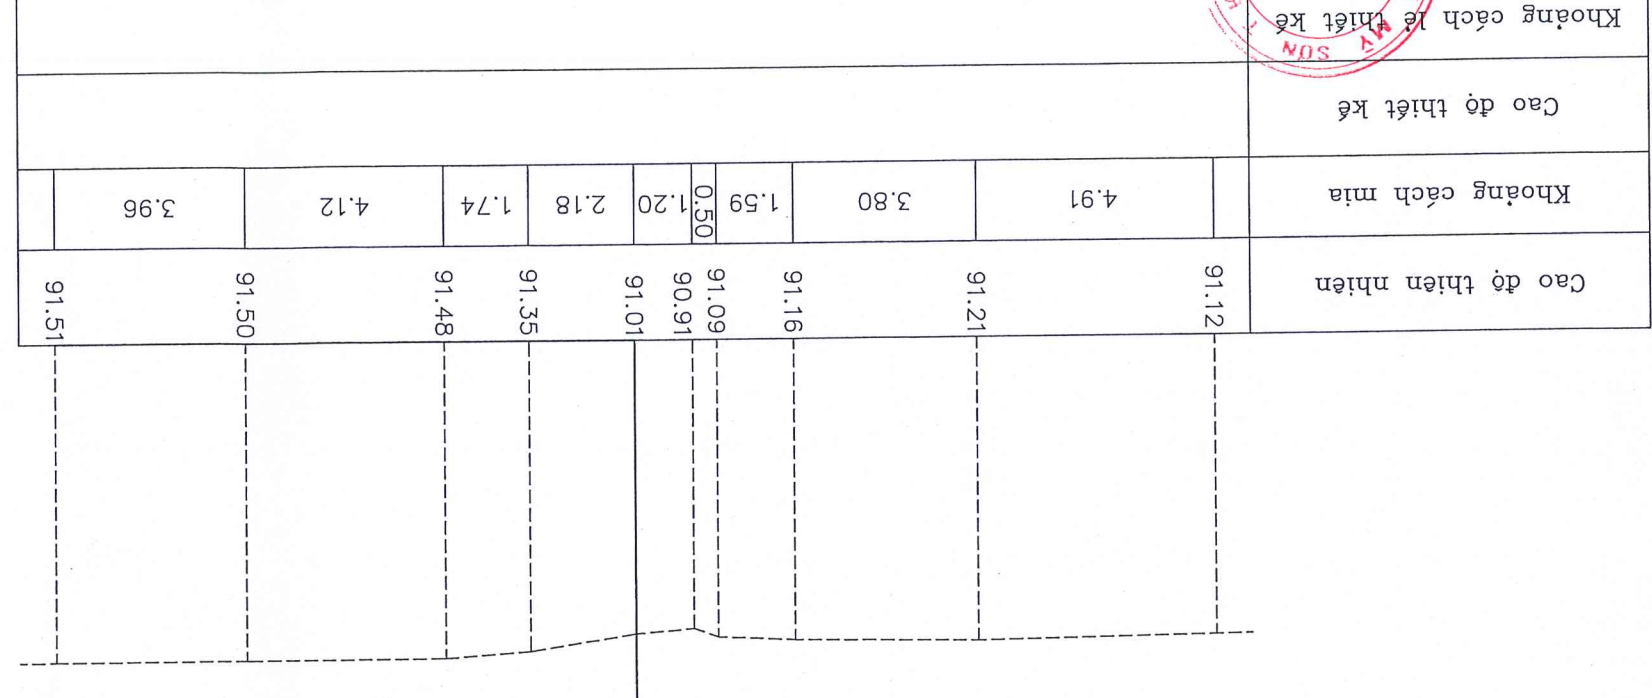 Cao độ thiên nhiên 91.12 91.21 91.16 91.09 90.91 91.01 91.35 91.48 91.50 91.51
Khoảng cách mia 4.91 3.80 1.59 0.50 1.20 2.18 1.74 4.12 3.96
Cao độ thiết kế
Khoảng cách lẻ thiết kế
MỸ SƠN